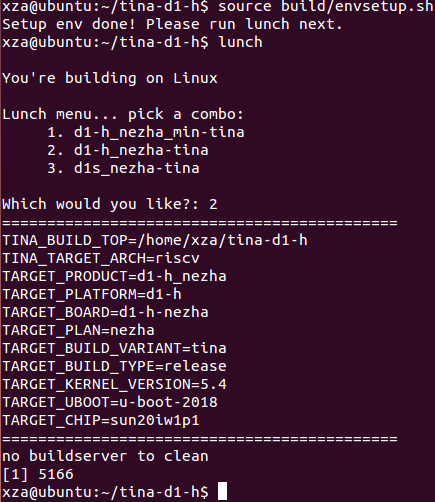 xza@ubuntu:~/tina-d1-h$ source build/envsetup.sh
Setup env done! Please run lunch next.
xza@ubuntu:~/tina-d1-h$ lunch
You're building on Linux
Lunch menu... pick a combo:
1. d1-h_nezha_min-tina
2. d1-h_nezha-tina
3. d1s_nezha-tina
Which would you like?: 2
============================================
TINA_BUILD_TOP=/home/xza/tina-d1-h
TINA_TARGET_ARCH=riscv
TARGET_PRODUCT=d1-h_nezha
TARGET_PLATFORM=d1-h
TARGET_BOARD=d1-h-nezha
TARGET_PLAN=nezha
TARGET_BUILD_VARIANT=tina
TARGET_BUILD_TYPE=release
TARGET_KERNEL_VERSION=5.4
TARGET_UBOOT=u-boot-2018
TARGET_CHIP=sun20iw1p1
============================================
no buildserver to clean
[1] 5166
xza@ubuntu:~/tina-d1-h$